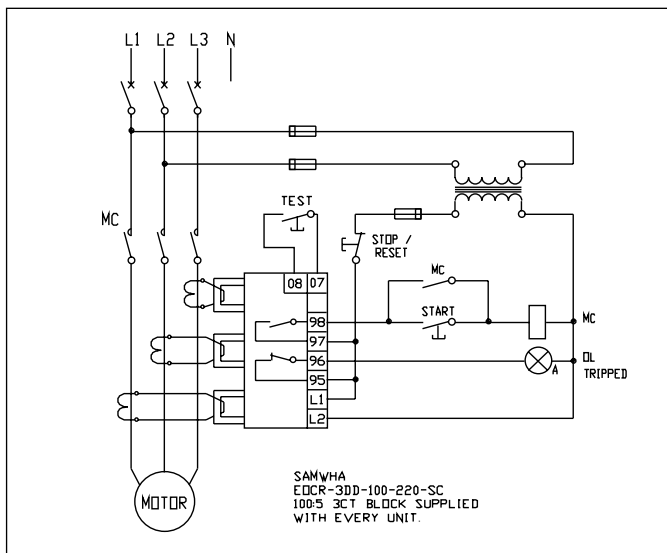 L1 L2 L3 N
MC
TEST
STOP /
RESET
08 07
MC
START
98
MC
97
96
OL
TRIPPED
A
95
L1
L2
MOTOR
SAMWHA
EOCR-3DD-100-220-SC
100:5 3CT BLOCK SUPPLIED
WITH EVERY UNIT.